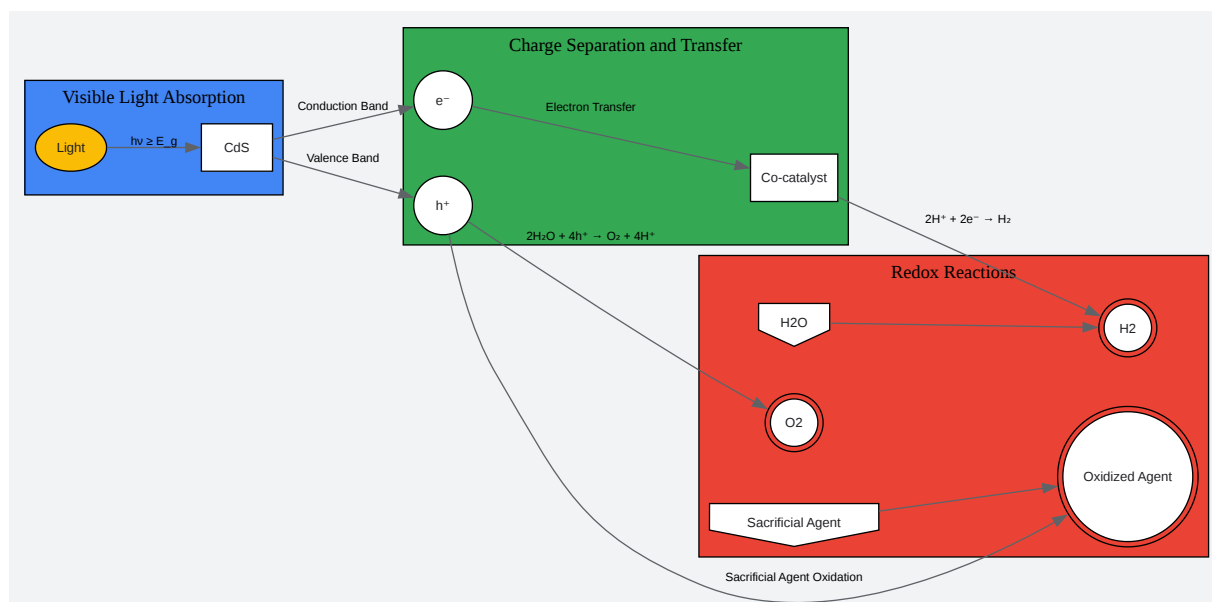 Charge Separation and Transfer
Visible Light Absorption
Light
hν ≥ E_g
CdS
Conduction Band
Valence Band
e⁻
h⁺
Electron Transfer
Co-catalyst
2H₂O + 4h⁺ → O₂ + 4H⁺
2H⁺ + 2e⁻ → H₂
Redox Reactions
H2O
H2
O2
Oxidized Agent
Sacrificial Agent
Sacrificial Agent Oxidation